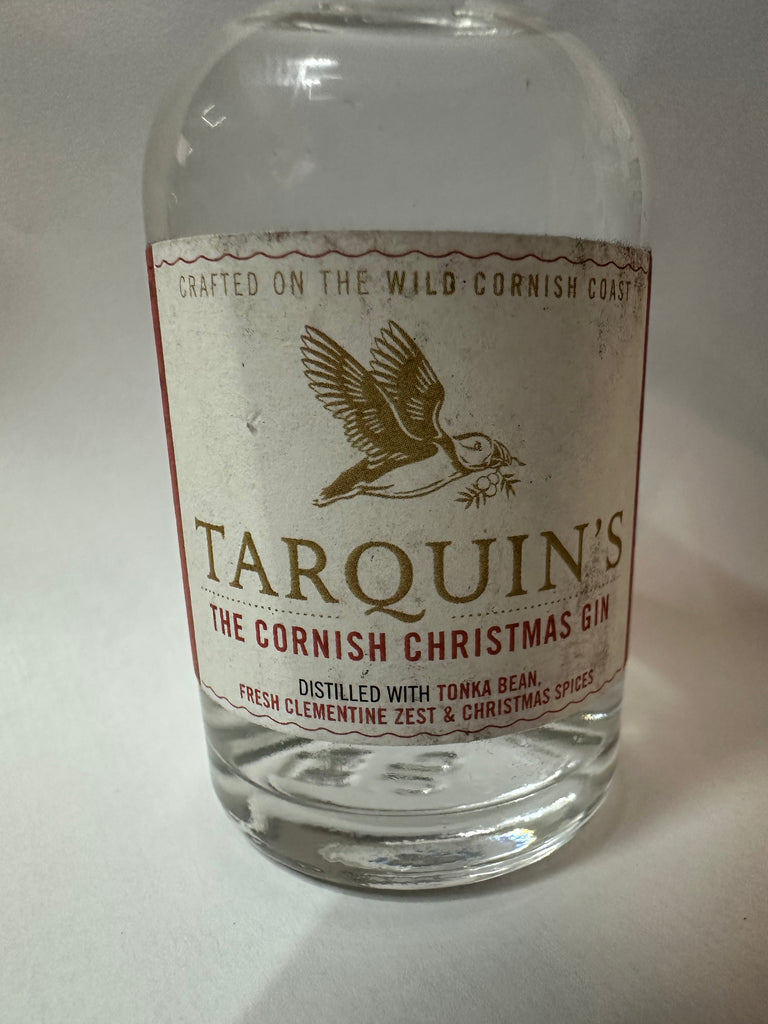 CRAFTED ON THE WILD CORNISH COAST
TARQUIN'S
THE CORNISH CHRISTMAS GIN
DISTILLED WITH TONKA BEAN,
FRESH CLEMENTINE ZEST & CHRISTMAS SPICES